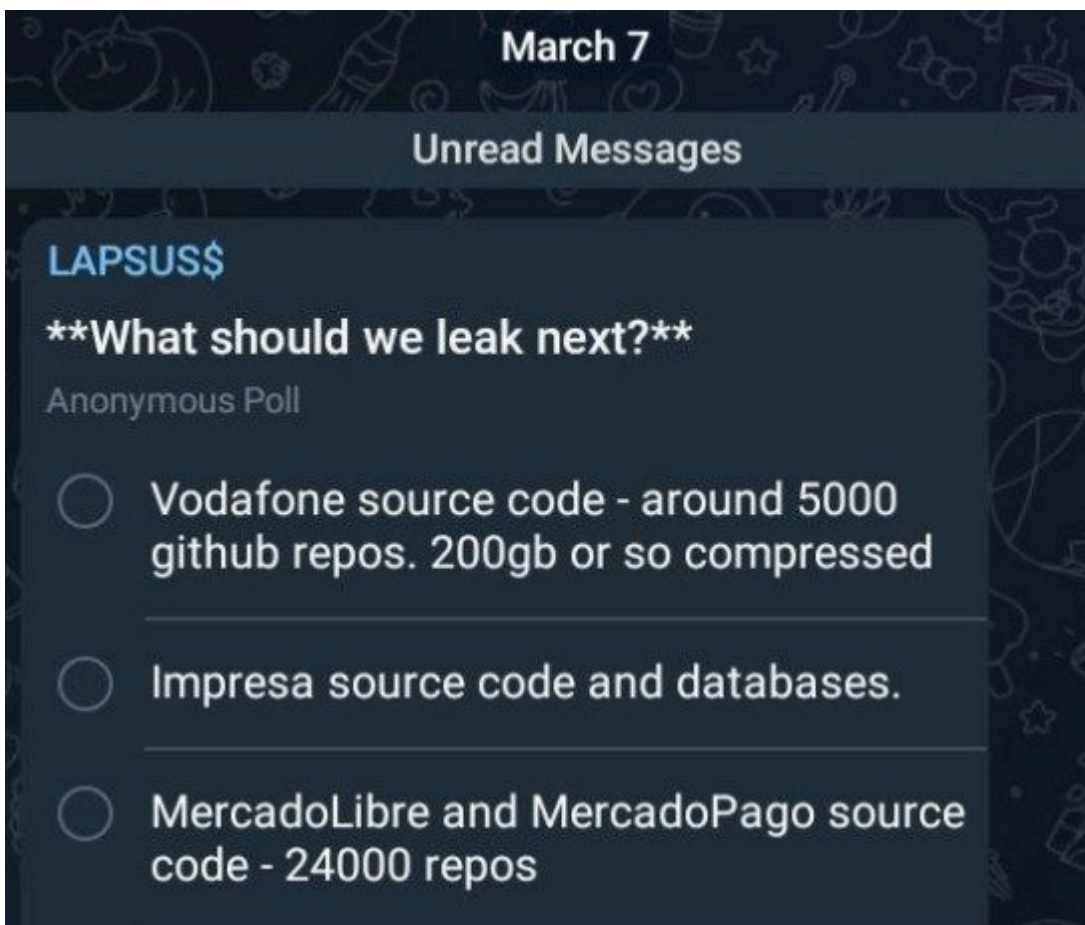 March 7
Unread Messages
LAPSUS$
**What should we leak next?**
Anonymous Poll
Vodafone source code - around 5000
github repos. 200gb or so compressed
Impresa source code and databases.
MercadoLibre and MercadoPago source
code - 24000 repos